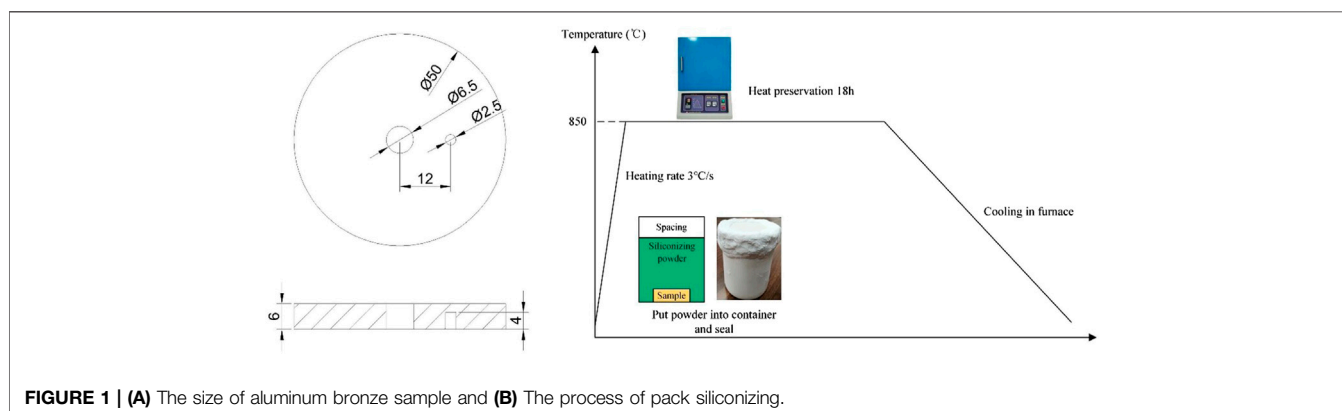 Ø50
Ø6.5
Ø2.5
12
6
4
Temperature (℃)
Heat preservation 18h
850
Heating rate 3°C/s
Cooling in furnace
Spacing
Siliconizing
powder
Sample
Put powder into container
and seal
FIGURE 1 | (A) The size of aluminum bronze sample and (B) The process of pack siliconizing.